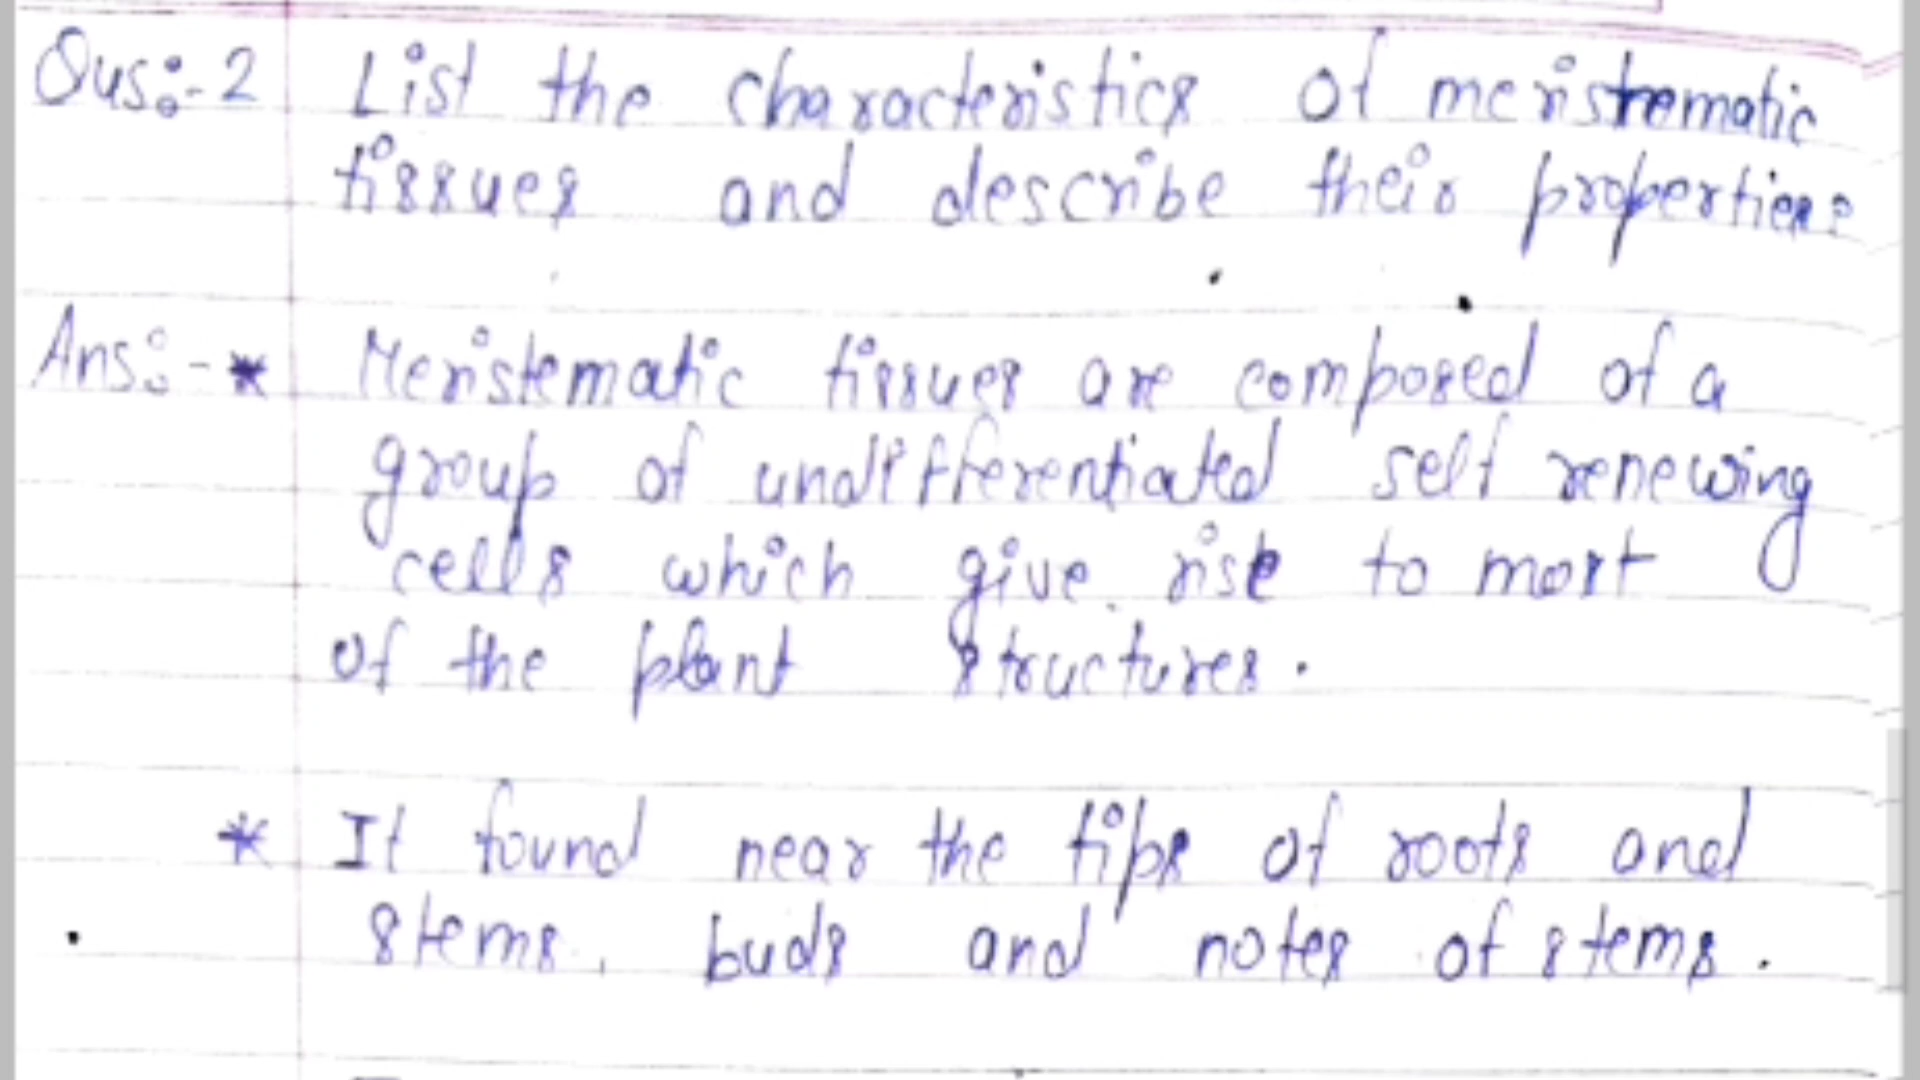 Ous:-2 List the characteristics of meristematic
tissues and describe their properties
Ans:-* Meristematic tissues are composed of a
group of undifferentiated self renewing
cells which give rise to most
of the plant structures.
* It found near the tips of roots and
stems, buds and notes of stems.